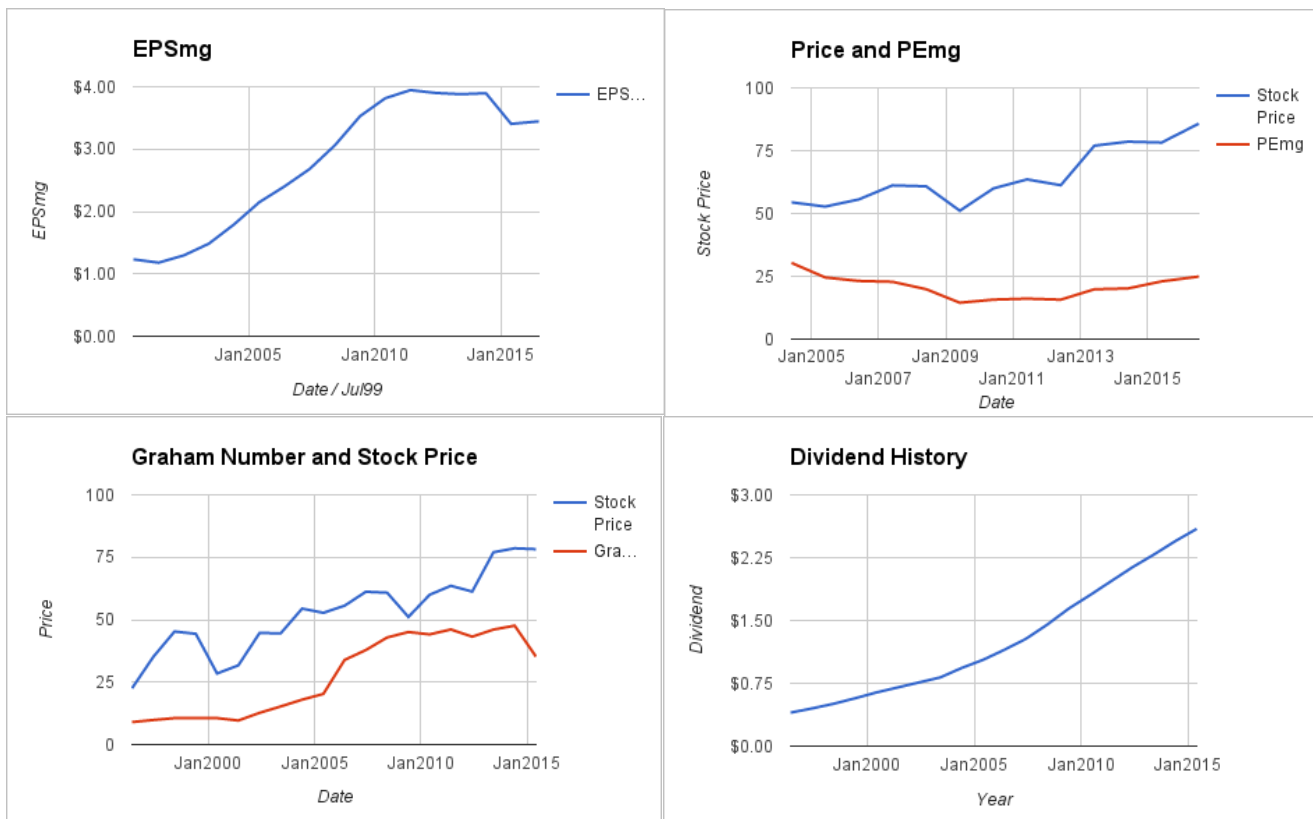 EPSmg
$4.00
$3.00
$2.00
$1.00
$0.00
EPSmg
EPS...
Jan2005 Jan2010 Jan2015
Date / Jul99
Price and PEmg
100
75
50
25
0
Stock Price
Stock
Price
PEmg
Jan2005 Jan2009 Jan2013
Jan2007 Jan2011 Jan2015
Date
Graham Number and Stock Price
100
75
50
25
0
Price
Stock
Price
Gra...
Jan2000 Jan2005 Jan2010 Jan2015
Date
Dividend History
$3.00
$2.25
$1.50
$0.75
$0.00
Dividend
Jan2000 Jan2005 Jan2010 Jan2015
Year